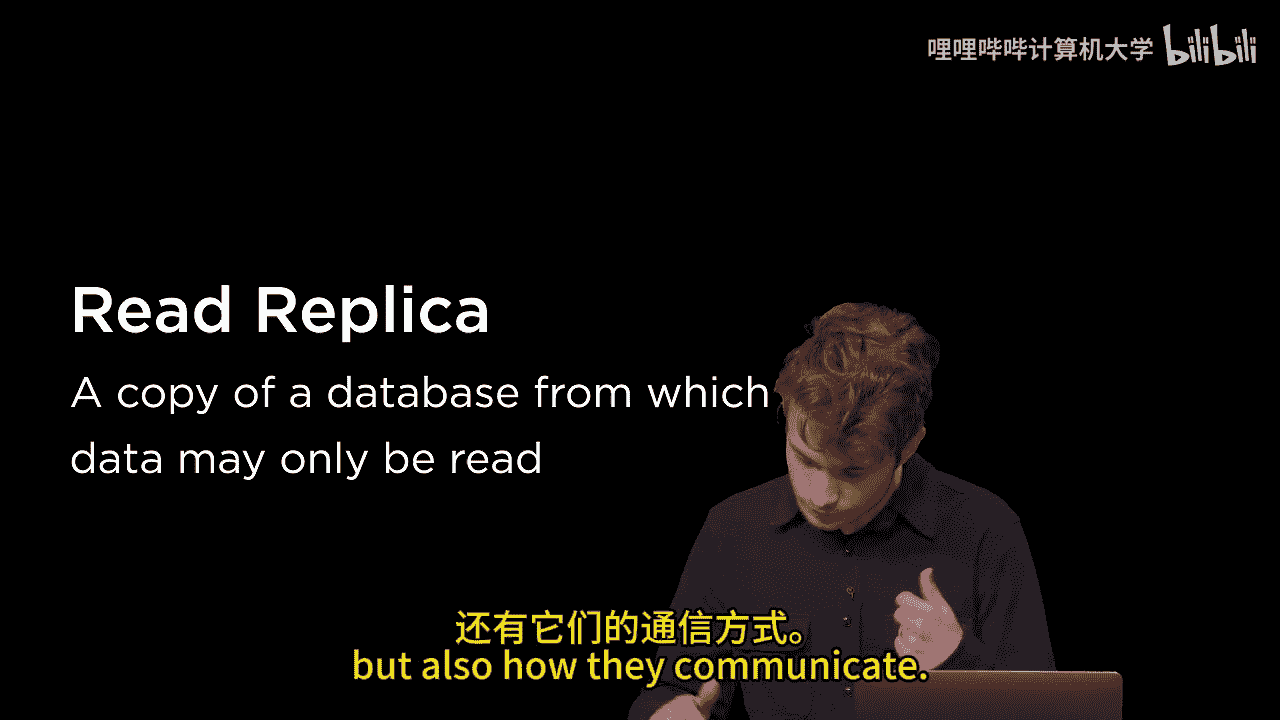 哩哩哔哔计算机大学 bilibili
Read Replica
A copy of a database from which
data may only be read
还有它们的通信方式。
but also how they communicate.